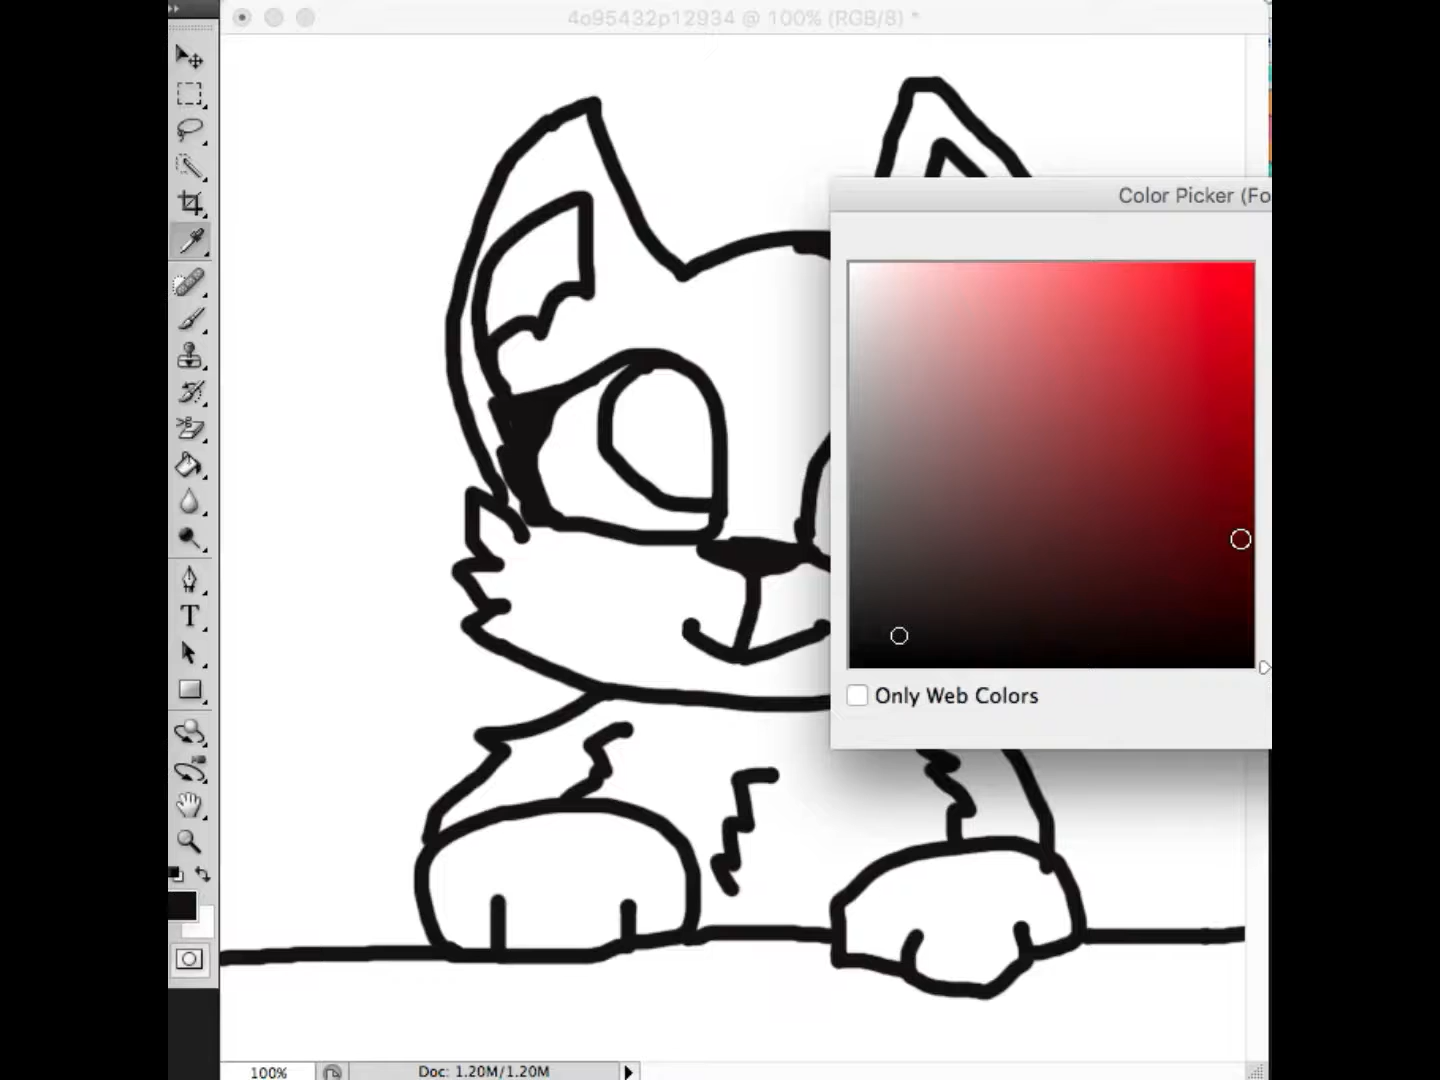 4o95432p12934 @ 100% (RGB/8) *
Color Picker (Fo
Only Web Colors
T
100%
Doc: 1.20M/1.20M